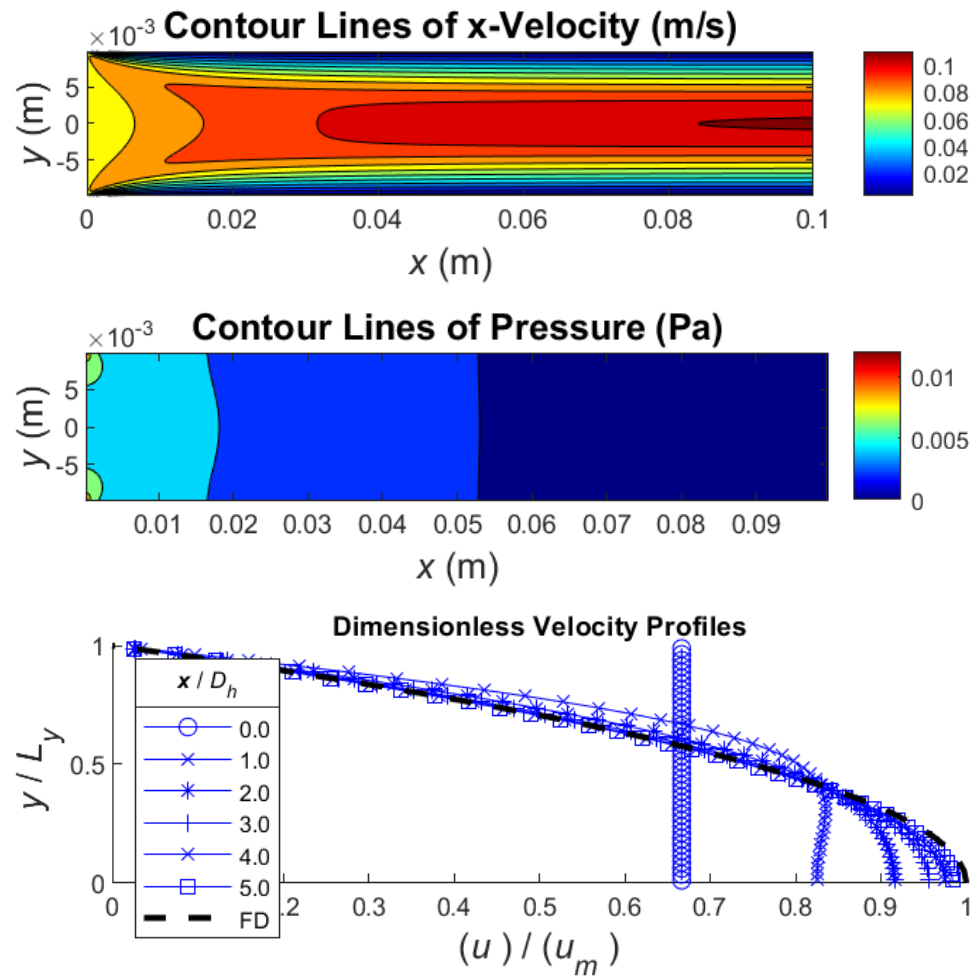 ×10⁻³ Contour Lines of x-Velocity (m/s)
y (m)
5
0
-5
0 0.02 0.04 0.06 0.08 0.1
x (m)
0.1
0.08
0.06
0.04
0.02
×10⁻³ Contour Lines of Pressure (Pa)
y (m)
5
0
-5
0.01 0.02 0.03 0.04 0.05 0.06 0.07 0.08 0.09
x (m)
0.01
0.005
0
Dimensionless Velocity Profiles
y / L_y
1
0.5
0
x / D_h
0.0
1.0
2.0
3.0
4.0
5.0
FD
0 0.2 0.3 0.4 0.5 0.6 0.7 0.8 0.9 1
(u ) / (u_m )